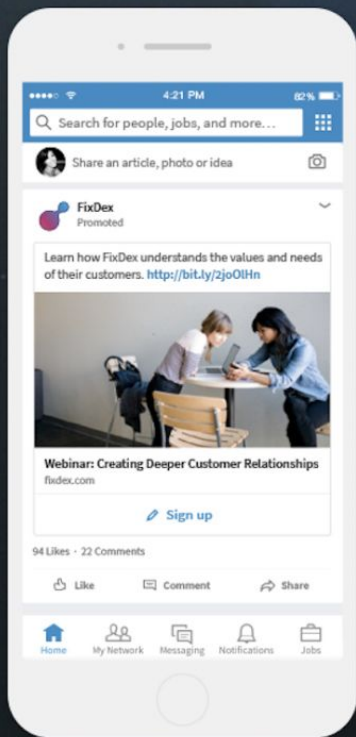 4:21 PM
82%
Search for people, jobs, and more...
Share an article, photo or idea
FixDex
Promoted
Learn how FixDex understands the values and needs
of their customers. http://bit.ly/2joOlHn
Webinar: Creating Deeper Customer Relationships
fixdex.com
Sign up
94 Likes · 22 Comments
Like Comment Share
Home My Network Messaging Notifications Jobs